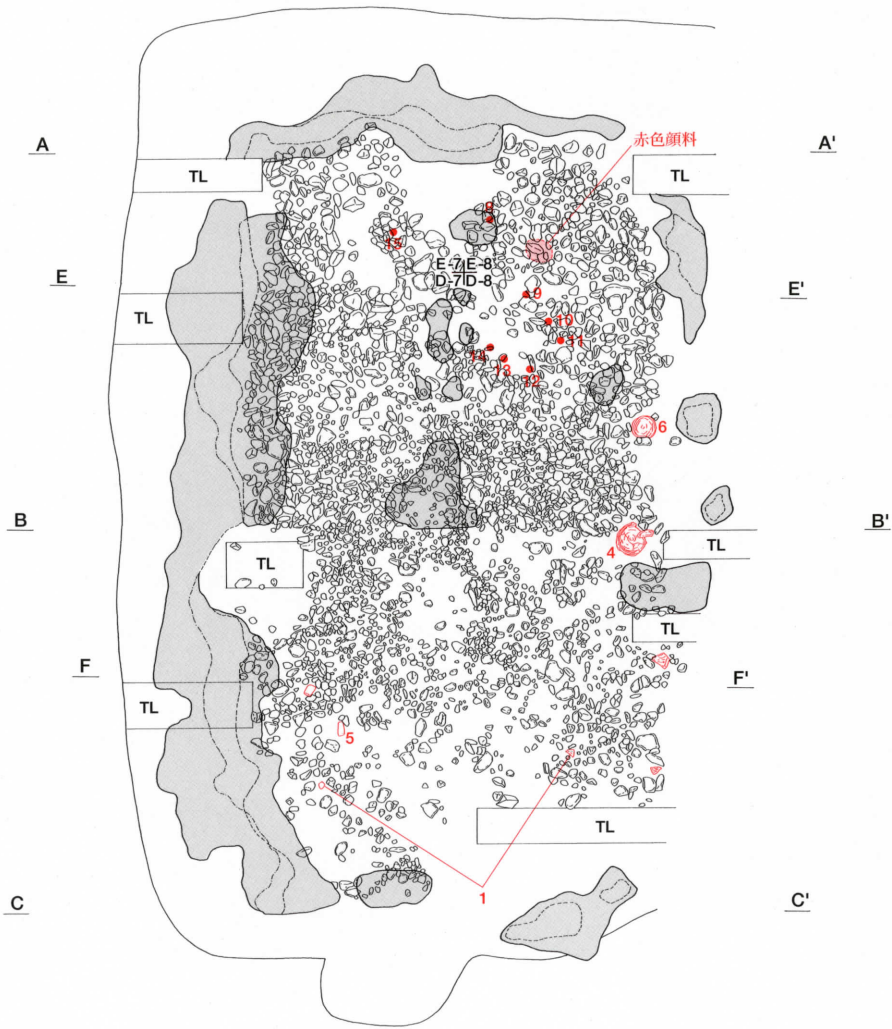 赤色顔料
A
A'
TL
TL
8
15
E-7 E-8
D-7 D-8
E
E'
9
TL
10
11
14
13
12
6
B
B'
4
TL
TL
TL
F
F'
TL
5
TL
1
C
C'